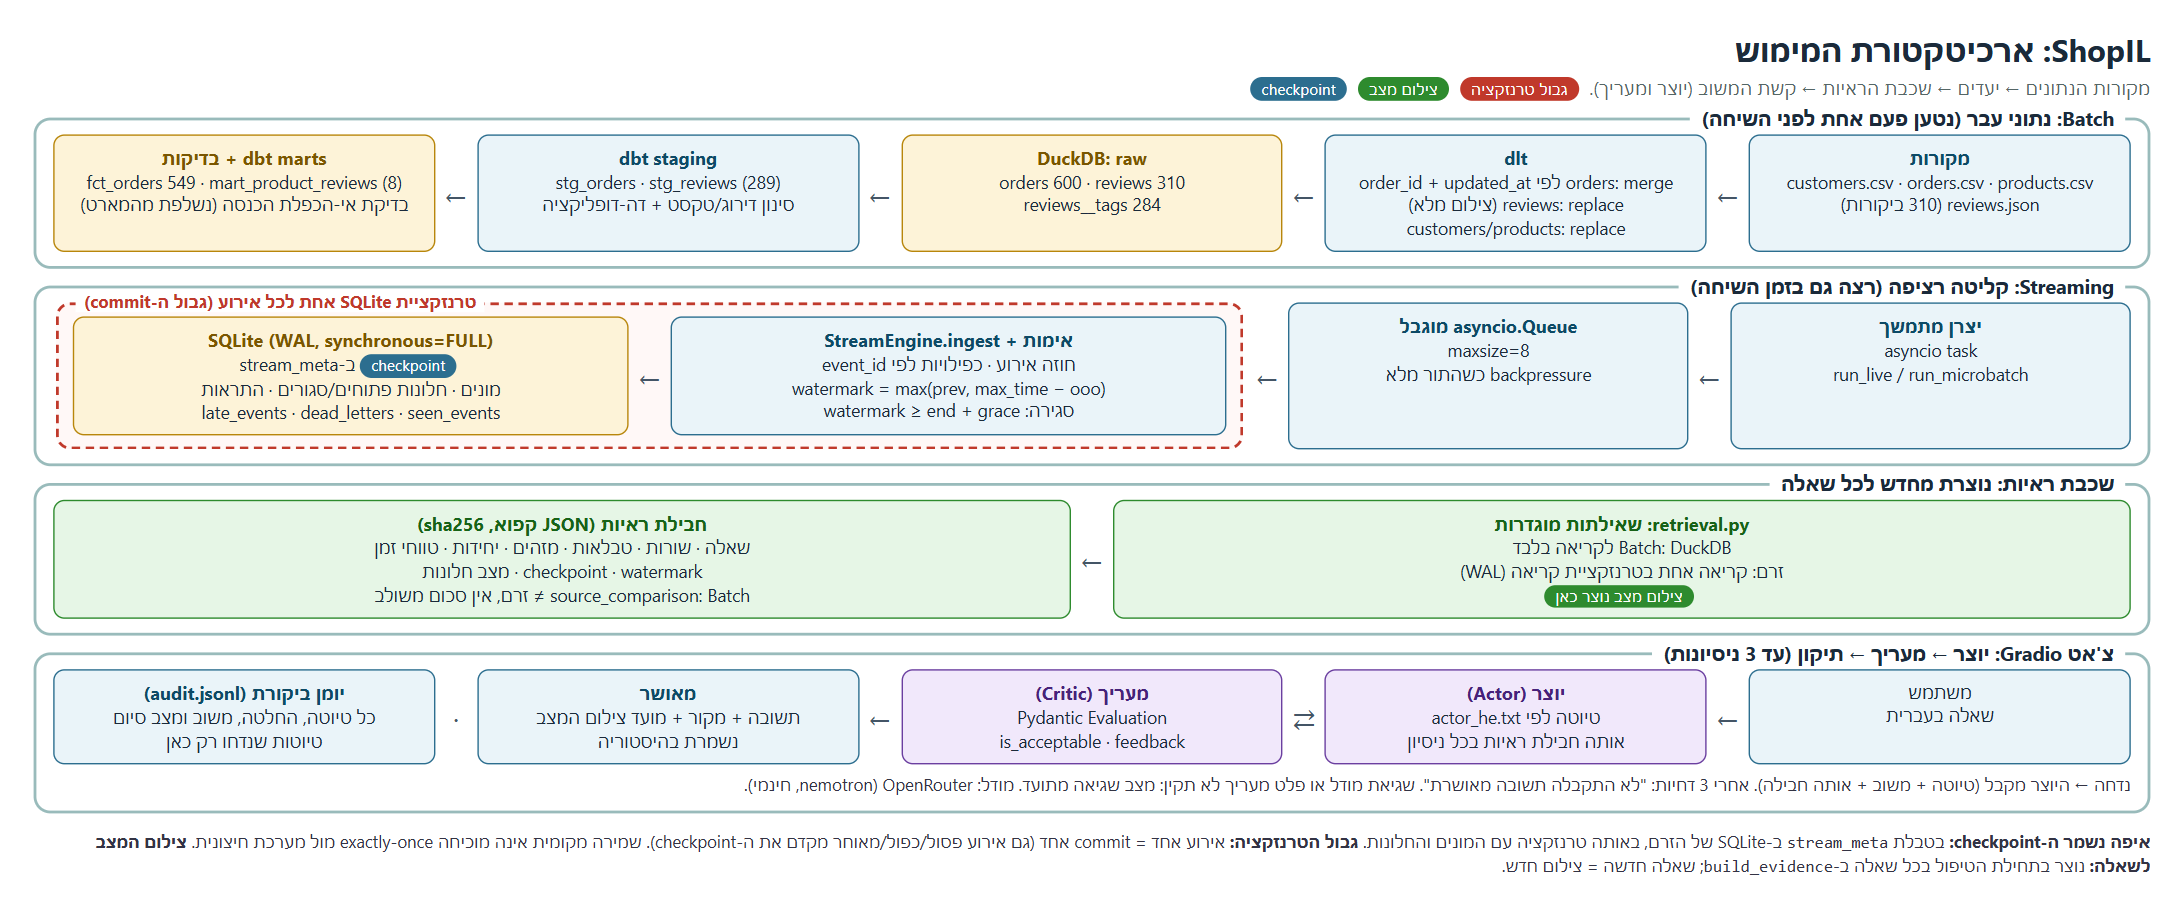 ShopIL: ארכיטקטורת המימוש
מקורות הנתונים ← יעדים ← שכבת הראיות ← קשת המשוב (יוצר ומעריך). גבול טרנזקציה צילום מצב checkpoint
Batch: נתוני עבר (נטען פעם אחת לפני השיחה)
מקורות
customers.csv · orders.csv · products.csv
reviews.json (310 ביקורות)
←
dlt
orders: merge לפי order_id + updated_at
reviews: replace (צילום מלא)
customers/products: replace
←
DuckDB: raw
orders 600 · reviews 310
reviews__tags 284
←
dbt staging
stg_orders · stg_reviews (289)
סינון דירוג/טקסט + דה-דופליקציה
←
dbt marts + בדיקות
fct_orders 549 · mart_product_reviews (8)
בדיקת אי-הכפלת הכנסה (נשלפת מהמארט)
Streaming: קליטה רציפה (רצה גם בזמן השיחה)
יצרן מתמשך
asyncio task
run_live / run_microbatch
←
asyncio.Queue מוגבל
maxsize=8
backpressure כשהתור מלא
←
טרנזקציית SQLite אחת לכל אירוע (גבול ה-commit)
אימות + StreamEngine.ingest
חוזה אירוע · כפילויות לפי event_id
watermark = max(prev, max_time − ooo)
סגירה: watermark ≥ end + grace
←
SQLite (WAL, synchronous=FULL)
checkpoint ב-stream_meta
מונים · חלונות פתוחים/סגורים · התראות
late_events · dead_letters · seen_events
שכבת ראיות: נוצרת מחדש לכל שאלה
retrieval.py: שאילתות מוגדרות
Batch: DuckDB לקריאה בלבד
זרם: קריאה אחת בטרנזקציית קריאה (WAL)
צילום מצב נוצר כאן
←
חבילת ראיות (JSON קפוא, sha256)
שאלה · שורות · טבלאות · מזהים · יחידות · טווחי זמן
מצב חלונות · checkpoint · watermark
source_comparison: Batch ≠ זרם, אין סכום משולב
צ'אט Gradio: יוצר ← מעריך ← תיקון (עד 3 ניסיונות)
משתמש
שאלה בעברית
←
יוצר (Actor)
טיוטה לפי actor_he.txt
אותה חבילת ראיות בכל ניסיון
⇄
מעריך (Critic)
Pydantic Evaluation
is_acceptable · feedback
←
מאושר
תשובה + מקור + מועד צילום המצב
נשמרת בהיסטוריה
·
יומן ביקורת (audit.jsonl)
כל טיוטה, החלטה, משוב ומצב סיום
טיוטות שנדחו רק כאן
נדחה ← היוצר מקבל (טיוטה + משוב + אותה חבילה). אחרי 3 דחיות: "לא התקבלה תשובה מאושרת". שגיאת מודל או פלט מעריך לא תקין: מצב שגיאה מתועד. מודל: OpenRouter (nemotron, חינמי).
איפה נשמר ה-checkpoint: בטבלת stream_meta ב-SQLite של הזרם, באותה טרנזקציה עם המונים והחלונות. גבול הטרנזקציה: אירוע אחד = commit אחד (גם אירוע פסול/כפול/מאוחר מקדם את ה-checkpoint). שמירה מקומית אינה מוכיחה exactly-once מול מערכת חיצונית. צילום המצב
לשאלה: נוצר בתחילת הטיפול בכל שאלה ב-build_evidence; שאלה חדשה = צילום חדש.